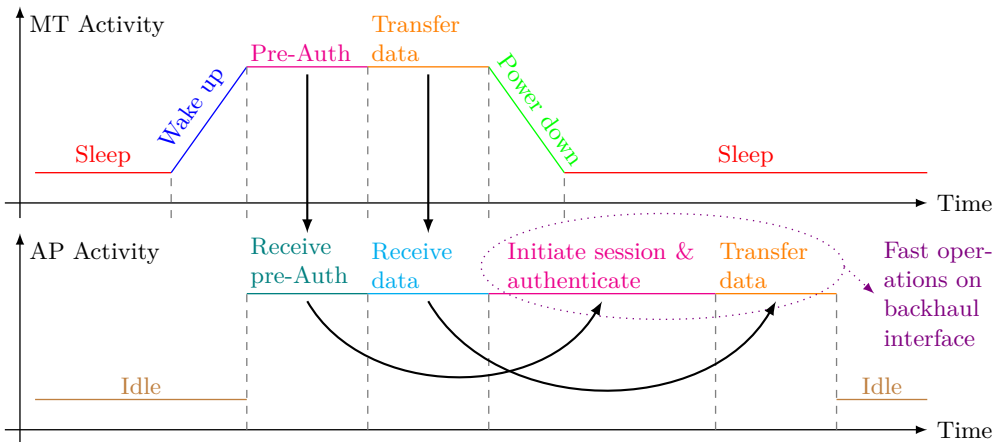 MT Activity
Transfer
data
Pre-Auth
Wake up
Power down
Sleep
Sleep
Time
AP Activity
Receive
pre-Auth
Receive
data
Initiate session &
authenticate
Transfer
data
Fast oper-
ations on
backhaul
interface
Idle
Idle
Time